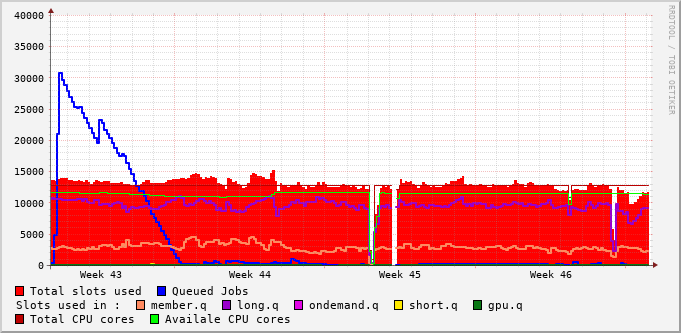 40000
35000
30000
25000
20000
15000
10000
5000
0
Week 43 Week 44 Week 45 Week 46
Total slots used Queued Jobs
Slots used in : member.q long.q ondemand.q short.q gpu.q
Total CPU cores Availale CPU cores
RRDTOOL / TOBI OETIKER